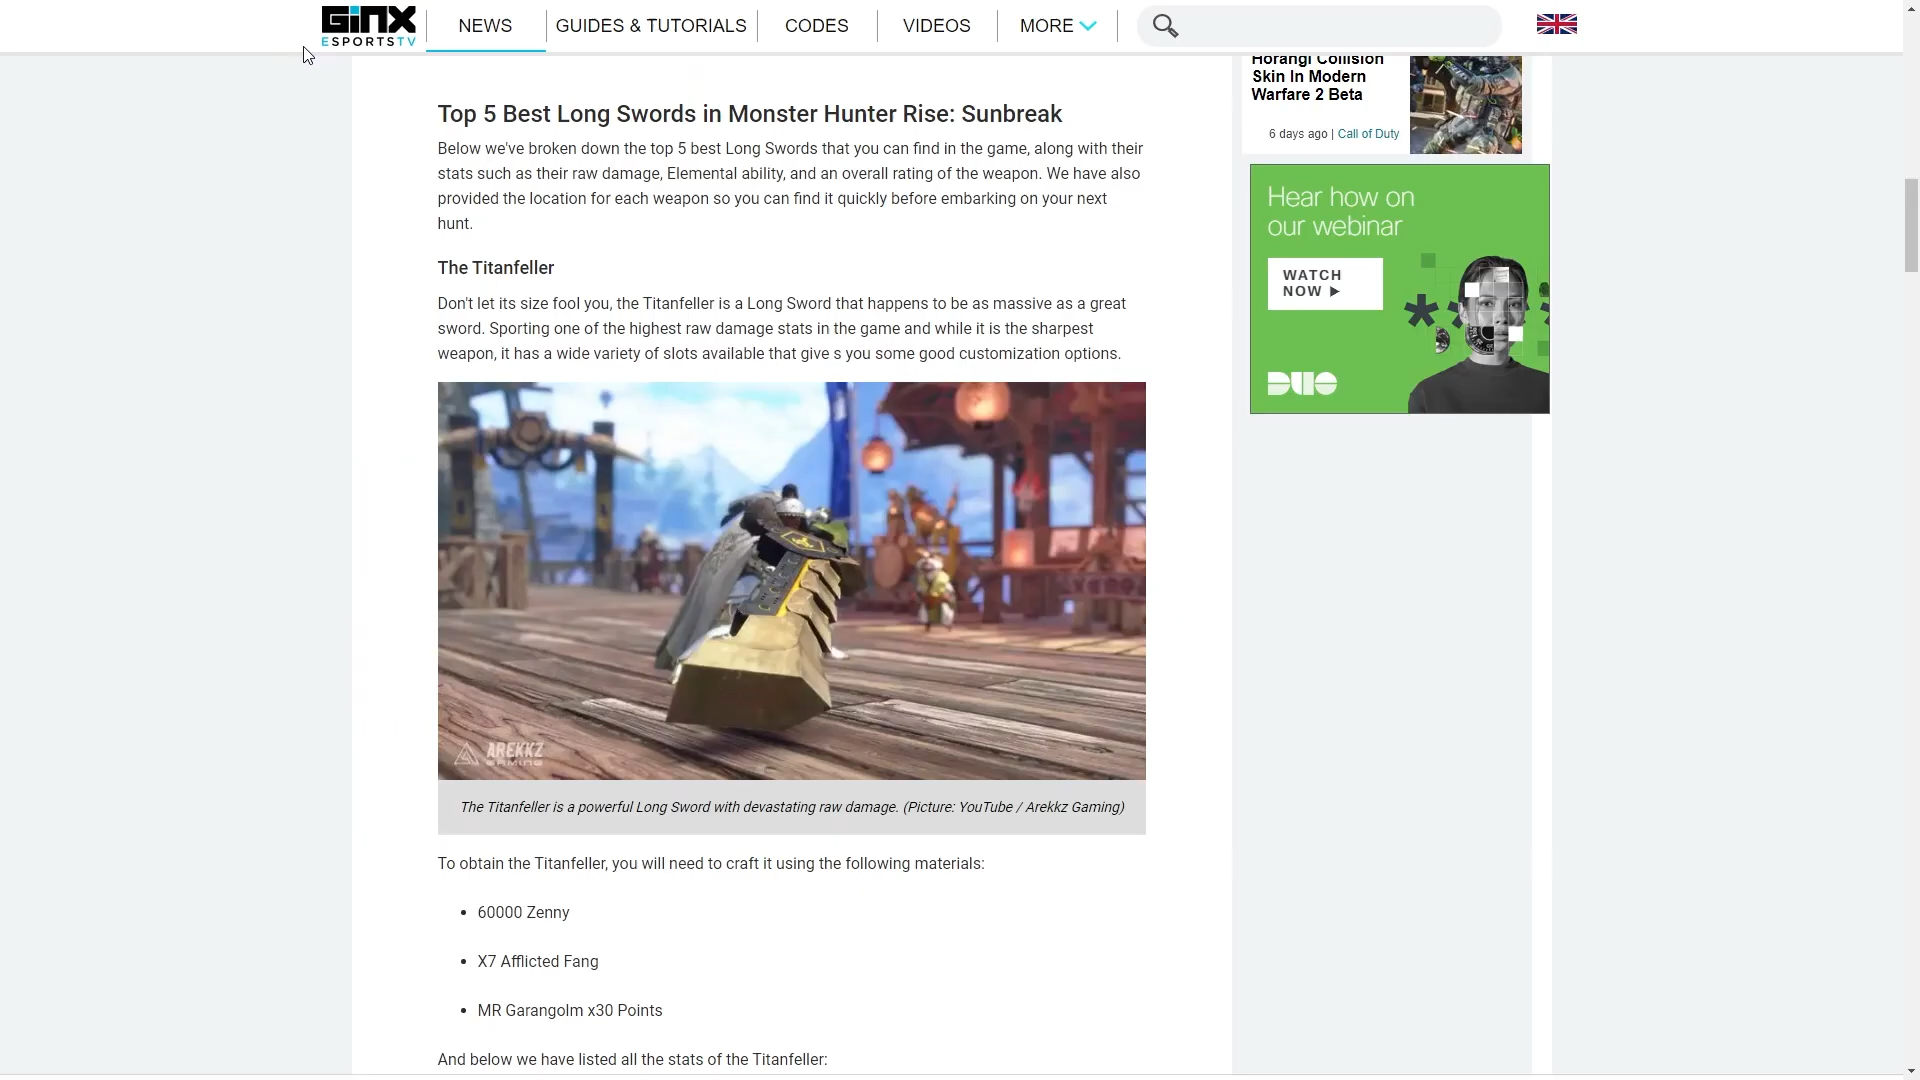 GINX
ESPORTSTV
NEWS
GUIDES & TUTORIALS
CODES
VIDEOS
MORE
Horangi Collision
Skin In Modern
Warfare 2 Beta
6 days ago | Call of Duty
Top 5 Best Long Swords in Monster Hunter Rise: Sunbreak
Below we've broken down the top 5 best Long Swords that you can find in the game, along with their
stats such as their raw damage, Elemental ability, and an overall rating of the weapon. We have also
provided the location for each weapon so you can find it quickly before embarking on your next
hunt.
The Titanfeller
Don't let its size fool you, the Titanfeller is a Long Sword that happens to be as massive as a great
sword. Sporting one of the highest raw damage stats in the game and while it is the sharpest
weapon, it has a wide variety of slots available that give s you some good customization options.
Hear how on
our webinar
WATCH
NOW ▶
DUO
AREKKZ
GAMING
The Titanfeller is a powerful Long Sword with devastating raw damage. (Picture: YouTube / Arekkz Gaming)
To obtain the Titanfeller, you will need to craft it using the following materials:
• 60000 Zenny
• X7 Afflicted Fang
• MR Garangolm x30 Points
And below we have listed all the stats of the Titanfeller: